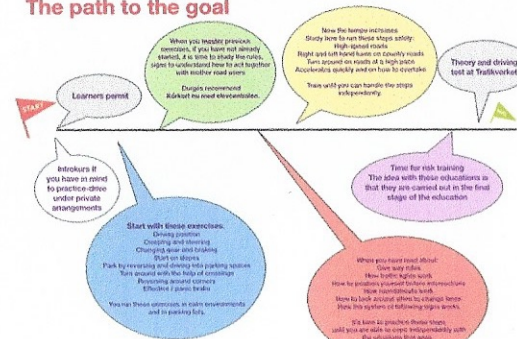 The path to the goal
When you master previous
exercises, if you have not already
started, it is time to study the rules,
signs to understand how to act together
with mother road users
Durgés recommend
Körkort nu med elevcentralen.
Now the tempo increases
Study here to run these steps safely:
High-speed roads
Right and left hand turns on country roads
Turn around on roads at a high pace
Accelerate quickly and on how to overtake
Train until you can handle the steps
independently.
Theory and driving
test at Trafikverket
START
Learners permit
Introkurs if
you have in mind
to practice-drive
under private
arrangements
Start with these exercises.
Driving position
Creeping and steering
Changing gear and braking
Start on slopes
Park by reversing and driving into parking spaces
Turn around with the help of crossings
Reversing around corners
Effective / panic brake
You run these exercises in calm environments
and in parking lots.
Time for risk training
The idea with these educations is
that they are carried out in the final
stage of the education
When you have read about:
Give way rules
How traffic lights work
How to position yourself before intersections
How roundabouts work
How to look around when to change lanes
How the system of following signs works
It's time to practice these steps
until you are able to cope independently with
the situations that arise